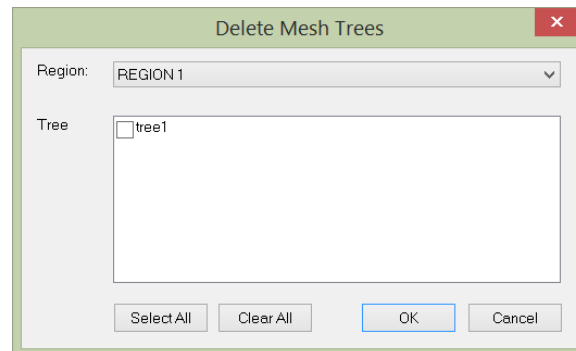 Delete Mesh Trees
Region:
REGION 1
Tree
tree1
Select All
Clear All
OK
Cancel